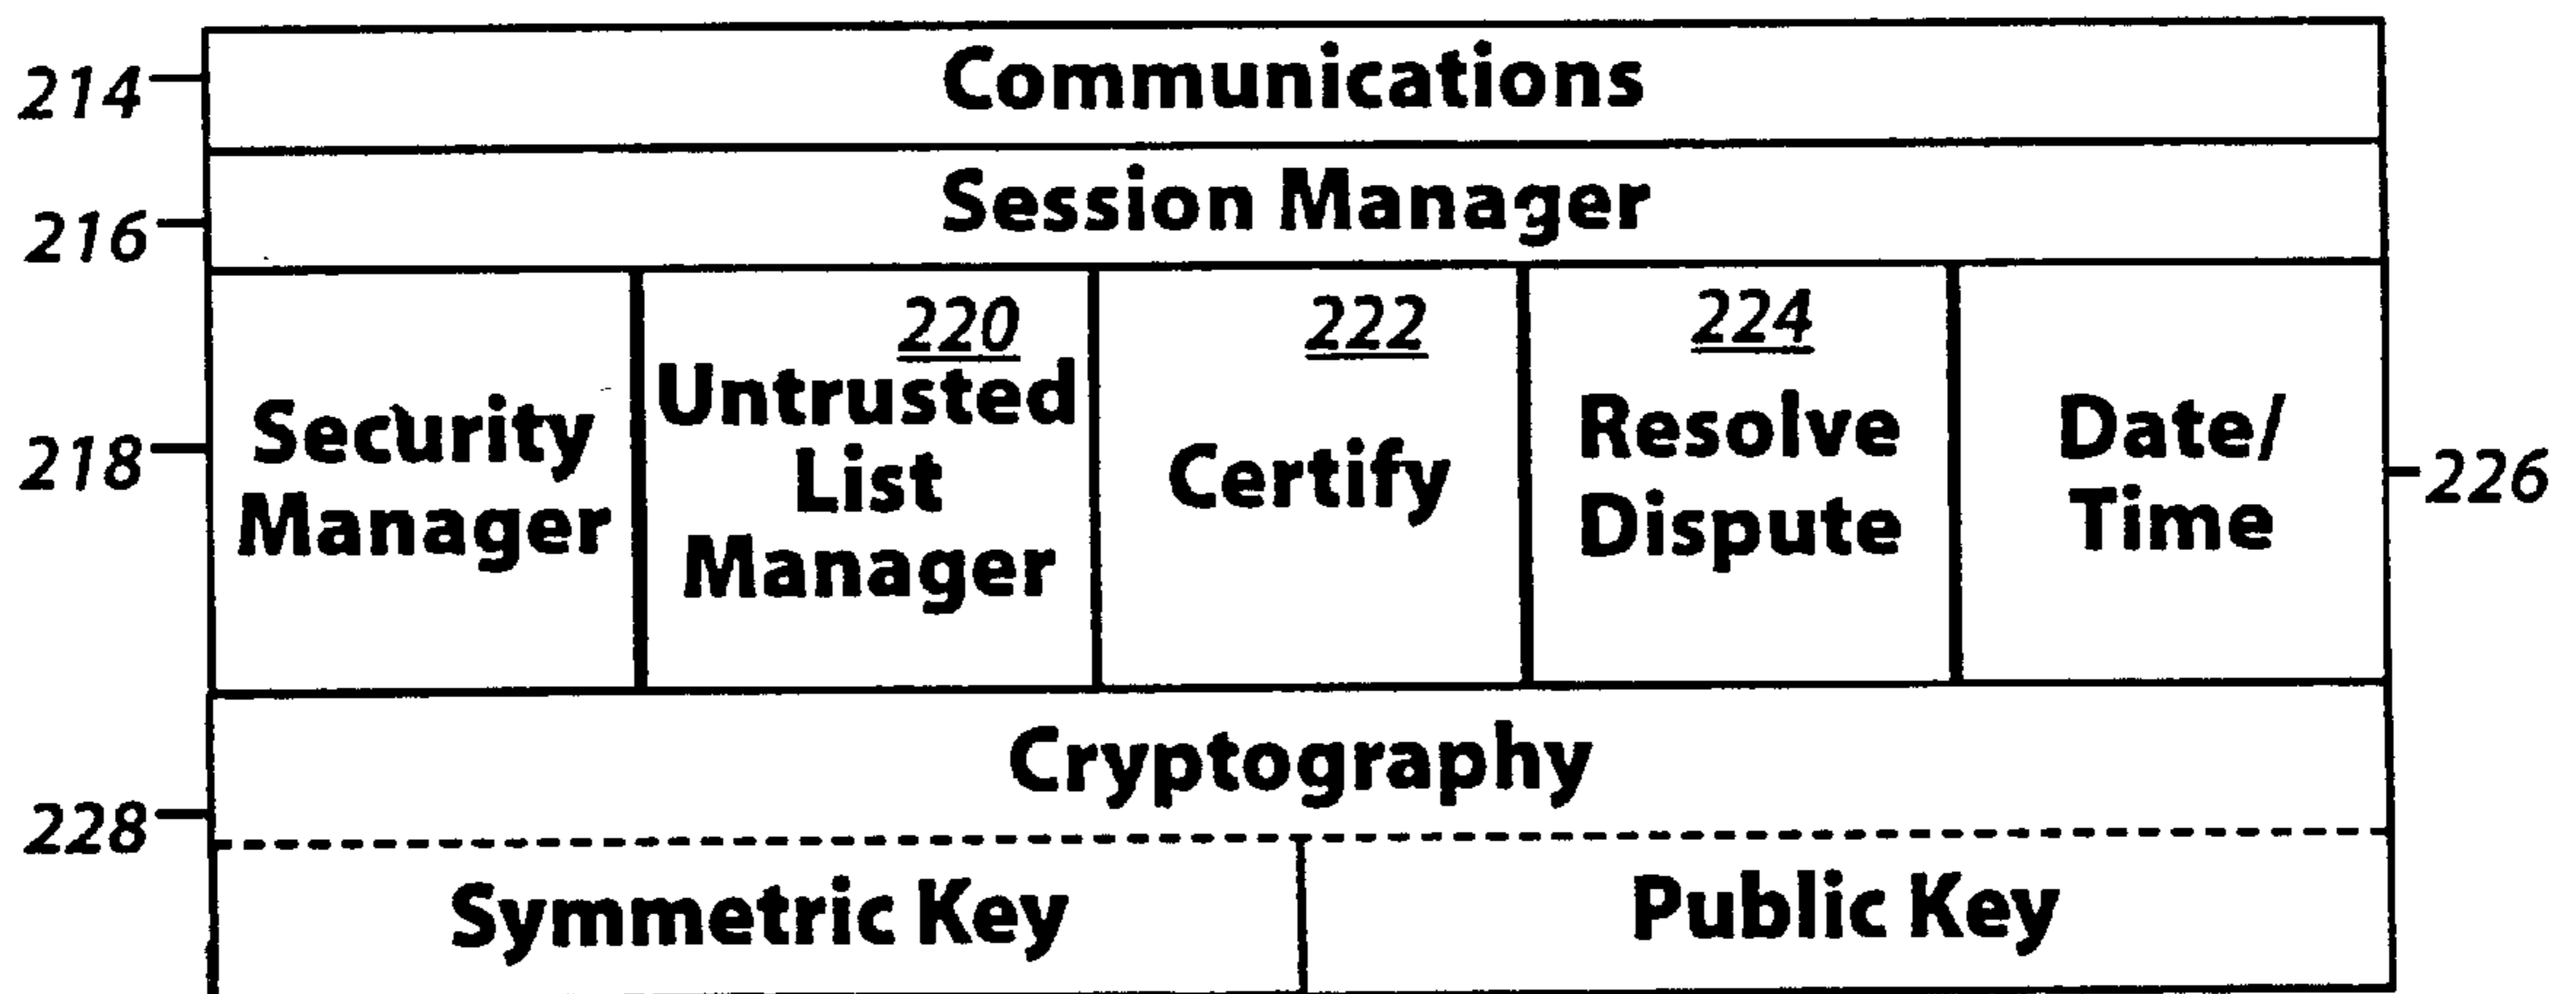 214
Communications
216
Session Manager
218
Security
Manager
220
Untrusted
List
Manager
222
Certify
224
Resolve
Dispute
Date/
Time
226
Cryptography
228
Symmetric Key
Public Key